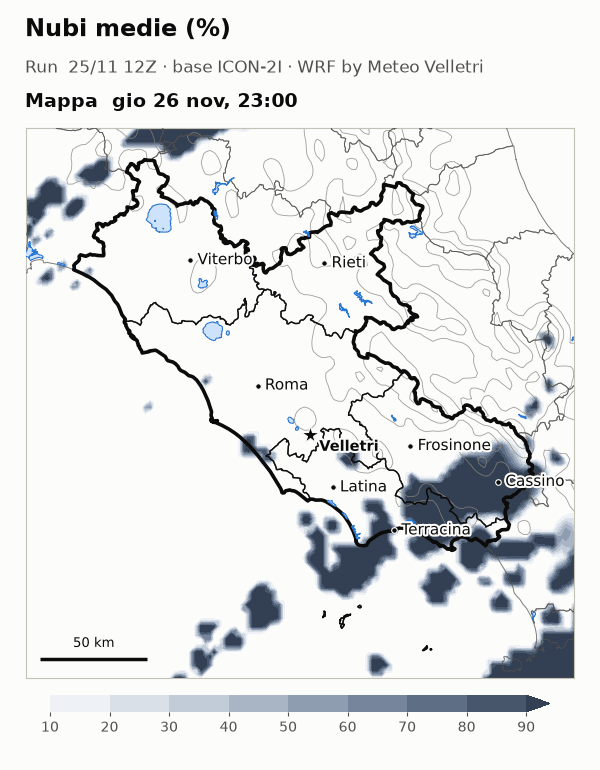 Nubi medie (%)
Run  25/11 12Z · base ICON-2I · WRF by Meteo Velletri
Mappa  gio 26 nov, 23:00
Viterbo
Rieti
Roma
Velletri
Frosinone
Cassino
Latina
Terracina
50 km
10 20 30 40 50 60 70 80 90